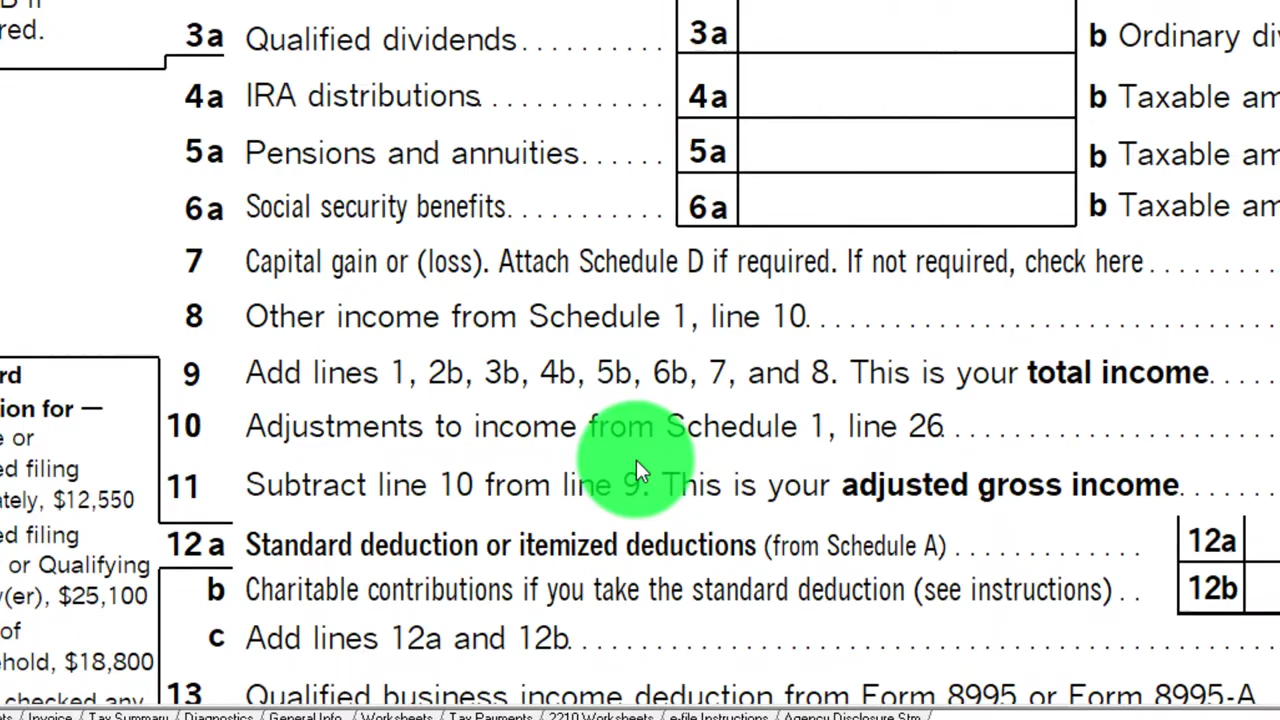 red.
3a Qualified dividends 3a b Ordinary
4a IRA distributions 4a b Taxable
5a Pensions and annuities 5a b Taxable
6a Social security benefits 6a b Taxable
7 Capital gain or (loss). Attach Schedule D if required. If not required, check here
8 Other income from Schedule 1, line 10
9 Add lines 1, 2b, 3b, 4b, 5b, 6b, 7, and 8. This is your total income
10 Adjustments to income from Schedule 1, line 26
11 Subtract line 10 from line 9. This is your adjusted gross income
rd
ion for —
e or
ed filing
ately, $12,550
ed filing
or Qualifying
w(er), $25,100
of
ehold, $18,800
checked any
12a Standard deduction or itemized deductions (from Schedule A) 12a
b Charitable contributions if you take the standard deduction (see instructions) 12b
c Add lines 12a and 12b
13 Qualified business income deduction from Form 8995 or Form 8995-A
Invoice / Tax Summary / Diagnostics / General Info / Worksheets / Tax Payments / 2210 Worksheets / e-file Instructions / Agency Disclosure Stm